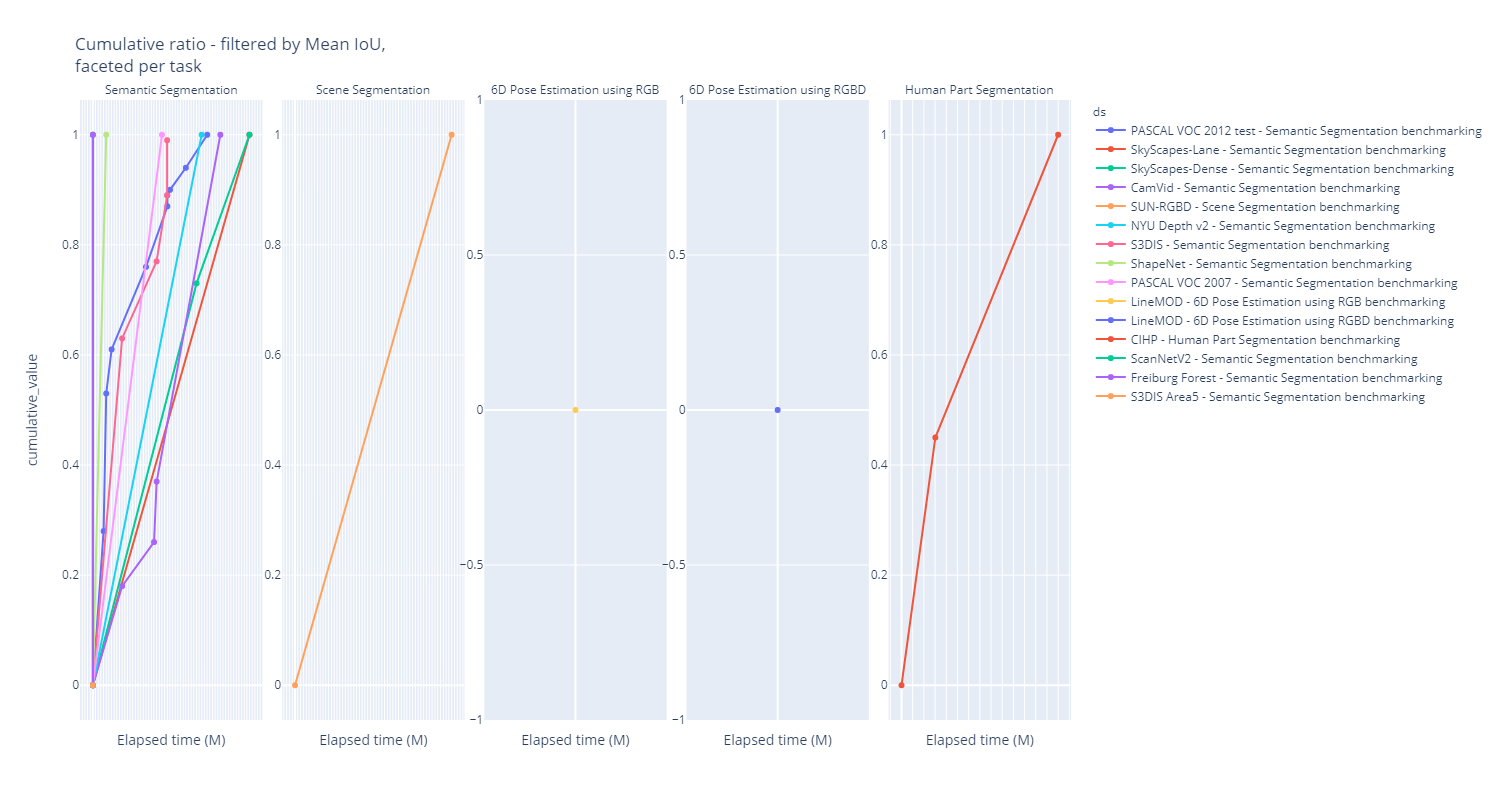 Cumulative ratio - filtered by Mean IoU,
faceted per task
Semantic Segmentation
Scene Segmentation
6D Pose Estimation using RGB
6D Pose Estimation using RGBD
Human Part Segmentation
cumulative_value
1
0.8
0.6
0.4
0.2
0
Elapsed time (M)
1
0.8
0.6
0.4
0.2
0
Elapsed time (M)
1
0.5
0
−0.5
−1
Elapsed time (M)
1
0.5
0
−0.5
−1
Elapsed time (M)
1
0.8
0.6
0.4
0.2
0
Elapsed time (M)
ds
PASCAL VOC 2012 test - Semantic Segmentation benchmarking
SkyScapes-Lane - Semantic Segmentation benchmarking
SkyScapes-Dense - Semantic Segmentation benchmarking
CamVid - Semantic Segmentation benchmarking
SUN-RGBD - Scene Segmentation benchmarking
NYU Depth v2 - Semantic Segmentation benchmarking
S3DIS - Semantic Segmentation benchmarking
ShapeNet - Semantic Segmentation benchmarking
PASCAL VOC 2007 - Semantic Segmentation benchmarking
LineMOD - 6D Pose Estimation using RGB benchmarking
LineMOD - 6D Pose Estimation using RGBD benchmarking
CIHP - Human Part Segmentation benchmarking
ScanNetV2 - Semantic Segmentation benchmarking
Freiburg Forest - Semantic Segmentation benchmarking
S3DIS Area5 - Semantic Segmentation benchmarking